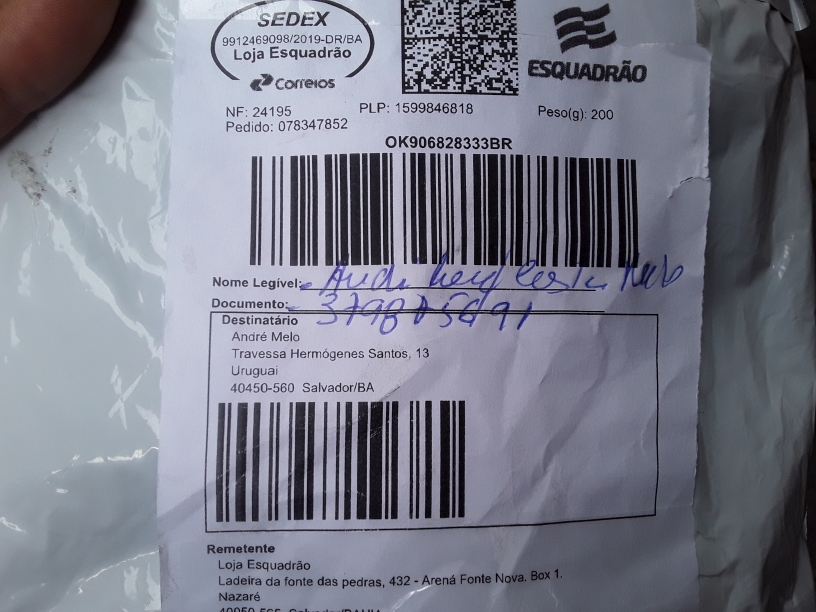 SEDEX
9912469098/2019-DR/BA
Loja Esquadrão
Correios
ESQUADRÃO
NF: 24195 PLP: 1599846818 Peso(g): 200
Pedido: 078347852
OK906828333BR
Nome Legível:
Documento:
Destinatário
André Melo
Travessa Hermógenes Santos, 13
Uruguai
40450-560 Salvador/BA
Remetente
Loja Esquadrão
Ladeira da fonte das pedras, 432 - Arená Fonte Nova. Box 1.
Nazaré